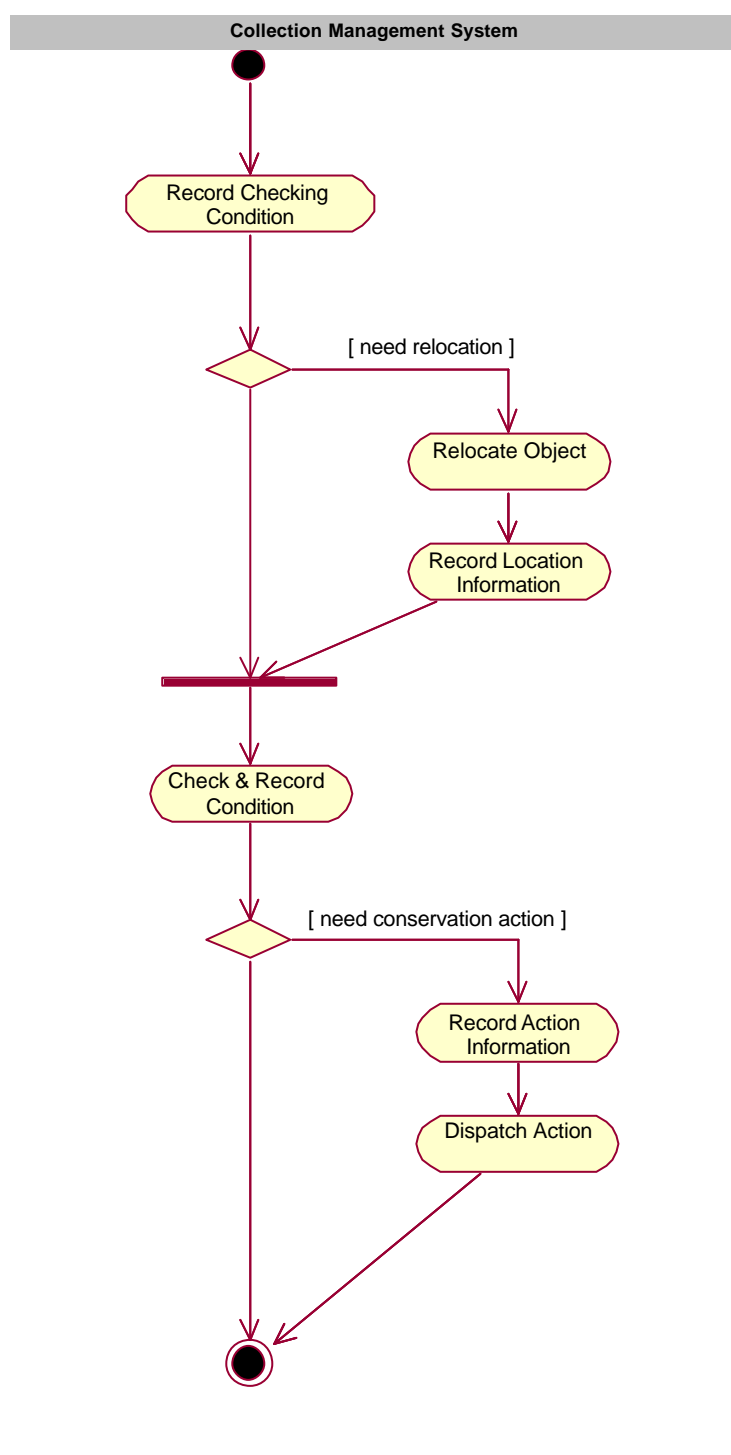 Collection Management System
Record Checking
Condition
[ need relocation ]
Relocate Object
Record Location
Information
Check & Record
Condition
[ need conservation action ]
Record Action
Information
Dispatch Action